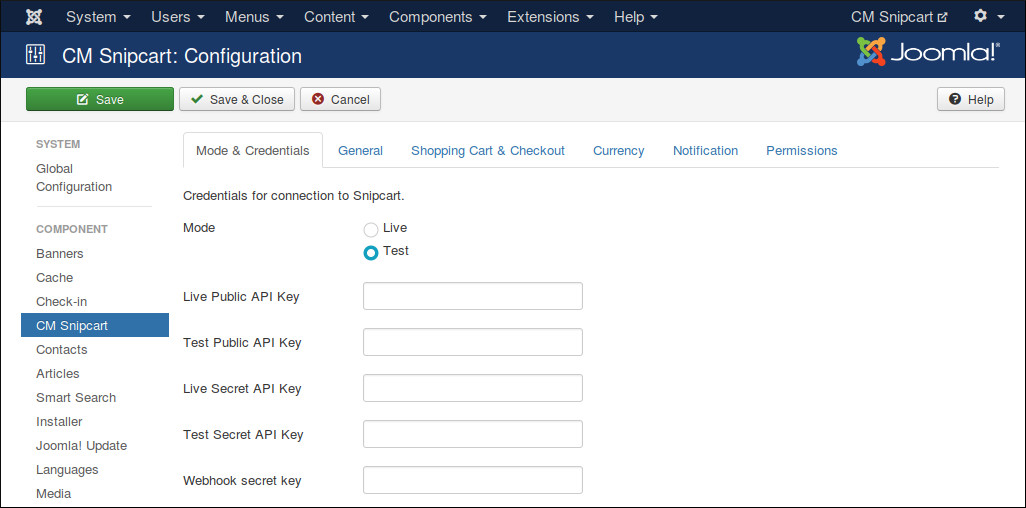 System Users Menus Content Components Extensions Help CM Snipcart
CM Snipcart: Configuration Joomla!®
Save Save & Close Cancel Help
SYSTEM
Global
Configuration
COMPONENT
Banners
Cache
Check-in
CM Snipcart
Contacts
Articles
Smart Search
Installer
Joomla! Update
Languages
Media
Mode & Credentials General Shopping Cart & Checkout Currency Notification Permissions
Credentials for connection to Snipcart.
Mode Live
Test
Live Public API Key
Test Public API Key
Live Secret API Key
Test Secret API Key
Webhook secret key